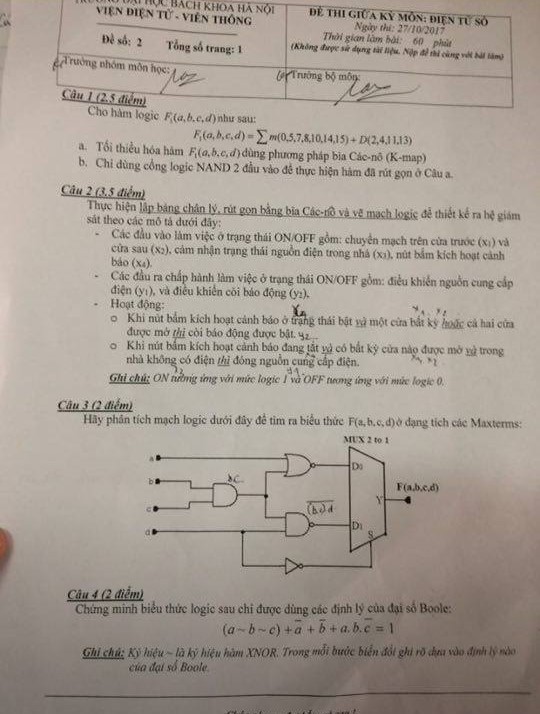 ĐẠI HỌC BÁCH KHOA HÀ NỘI
VIỆN ĐIỆN TỬ - VIỄN THÔNG
Đề số: 2 Tổng số trang: 1
ĐỀ THI GIỮA KỲ MÔN: ĐIỆN TỬ SỐ
Ngày thi: 27/10/2017
Thời gian làm bài: 60 phút
(Không được sử dụng tài liệu. Nộp đề thi cùng với bài làm)
Trưởng nhóm môn học:
Trưởng bộ môn:
Câu 1 (2.5 điểm)
Cho hàm logic F₁(a,b,c,d) như sau:
F₁(a,b,c,d) = ∑m(0,5,7,8,10,14,15) + D(2,4,11,13)
a. Tối thiểu hóa hàm F₁(a,b,c,d) dùng phương pháp bìa Các-nô (K-map)
b. Chỉ dùng cổng logic NAND 2 đầu vào để thực hiện hàm đã rút gọn ở Câu a.
Câu 2 (3,5 điểm)
Thực hiện lập bảng chân lý, rút gọn bằng bìa Các-nô và vẽ mạch logic để thiết kế ra hệ giám
sát theo các mô tả dưới đây:
- Các đầu vào làm việc ở trạng thái ON/OFF gồm: chuyển mạch trên cửa trước (x₁) và
cửa sau (x₂), cảm nhận trạng thái nguồn điện trong nhà (x₃), nút bấm kích hoạt cảnh
báo (x₄).
- Các đầu ra chấp hành làm việc ở trạng thái ON/OFF gồm: điều khiển nguồn cung cấp
điện (y₁), và điều khiển còi báo động (y₂).
- Hoạt động:
x₄ x₁, x₂
o Khi nút bấm kích hoạt cảnh báo ở trạng thái bật và một cửa bất kỳ hoặc cả hai cửa
được mở thì còi báo động được bật. y₂
o Khi nút bấm kích hoạt cảnh báo đang tắt và có bất kỳ cửa nào được mở và trong
nhà không có điện thì đóng nguồn cung cấp điện. x₁ x₂
y₁
Ghi chú: ON tương ứng với mức logic 1 và OFF tương ứng với mức logic 0.
Câu 3 (2 điểm)
Hãy phân tích mạch logic dưới đây để tìm ra biểu thức F(a,b,c,d) ở dạng tích các Maxterms:
MUX 2 to 1
a
b
bc
c
d
(bc)d
D0
D1
S
Y
F(a,b,c,d)
Câu 4 (2 điểm)
Chứng minh biểu thức logic sau chỉ được dùng các định lý của đại số Boole:
(a ~ b ~ c) + a̅ + b̅ + a.b.c̅ = 1
Ghi chú: Ký hiệu ~ là ký hiệu hàm XNOR. Trong mỗi bước biến đổi ghi rõ dựa vào định lý nào
của đại số Boole.